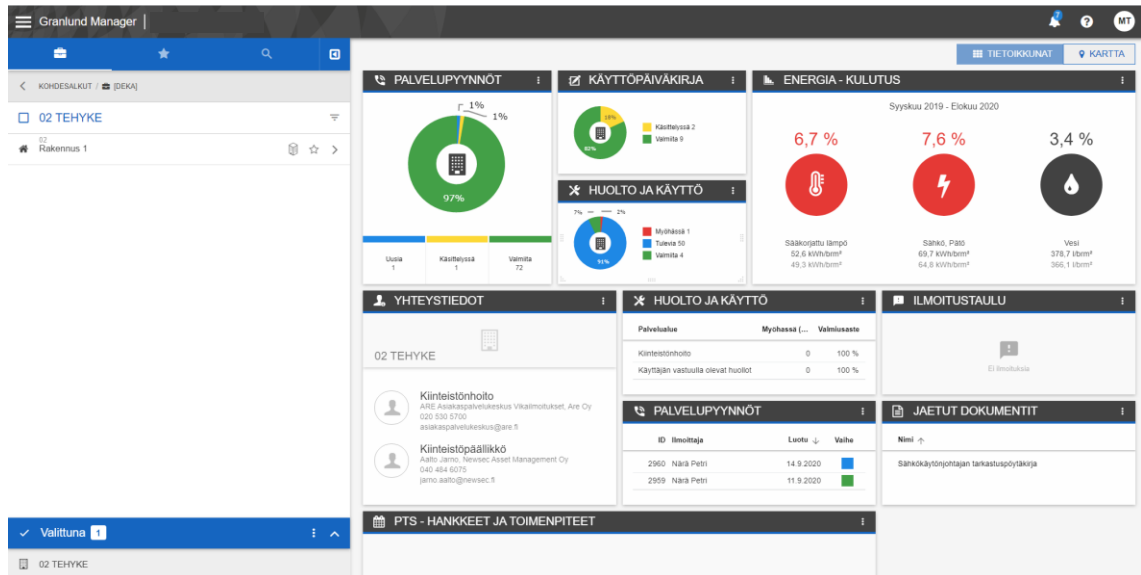 Granlund Manager
MT
TIETOIKKUNAT
KARTTA
KOHDESALKUT / [DEKA]
02 TEHYKE
02
Rakennus 1
PALVELUPYYNNÖT
1%
1%
97%
Uusia
1
Käsittelyssä
1
Valmiita
72
KÄYTTÖPÄIVÄKIRJA
18%
82%
Käsittelyssä 2
Valmiita 9
HUOLTO JA KÄYTTÖ
7%
2%
91%
Myöhässä 1
Tulevia 50
Valmiita 4
ENERGIA - KULUTUS
Syyskuu 2019 - Elokuu 2020
6,7 %
7,6 %
3,4 %
Sääkorjattu lämpö
52,6 kWh/brm²
49,3 kWh/brm²
Sähkö, Pätö
69,7 kWh/brm²
64,8 kWh/brm²
Vesi
378,7 l/brm²
366,1 l/brm²
YHTEYSTIEDOT
02 TEHYKE
Kiinteistönhoito
ARE Asiakaspalvelukeskus Vikailmoitukset, Are Oy
020 530 5700
asiakaspalvelukeskus@are.fi
Kiinteistöpäällikkö
Aalto Jarno, Newsec Asset Management Oy
040 484 6075
jarno.aalto@newsec.fi
HUOLTO JA KÄYTTÖ
Palvelualue Myöhässä (... Valmiusaste
Kiinteistönhoito 0 100 %
Käyttäjän vastuulla olevat huollot 0 100 %
ILMOITUSTAULU
Ei ilmoituksia
PALVELUPYYNNÖT
ID Ilmoittaja Luotu Vaihe
2960 Närä Petri 14.9.2020
2959 Närä Petri 11.9.2020
JAETUT DOKUMENTIT
Nimi
Sähkökäytönjohtajan tarkastuspöytäkirja
PTS - HANKKEET JA TOIMENPITEET
Valittuna 1
02 TEHYKE